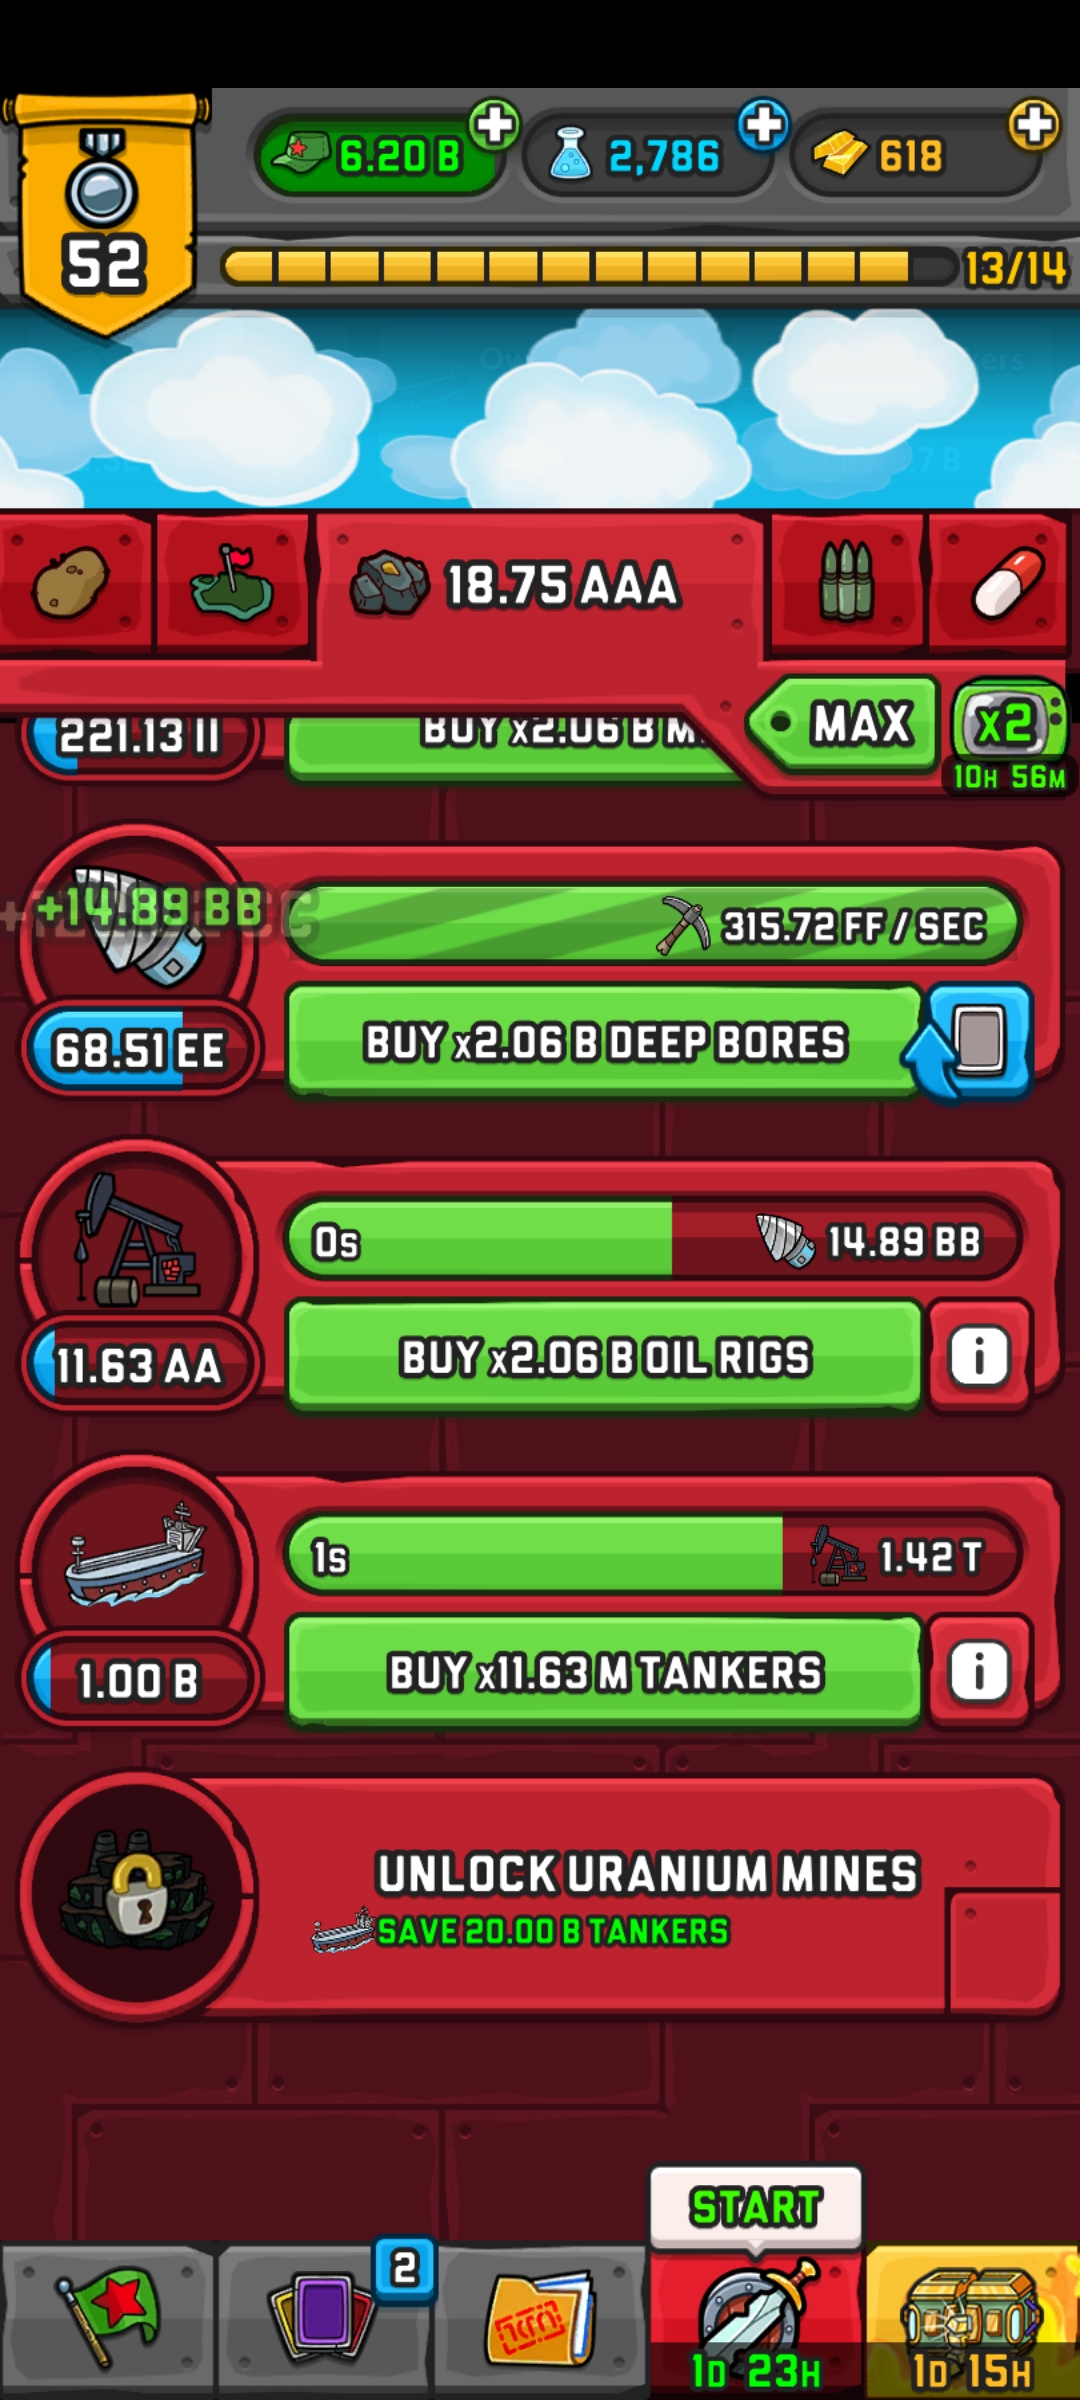 6.20 B
2,786
618
52
13/14
18.75 AAA
MAX
x2
10H 56M
221.13 II
BUY x2.06 B M
+14.89 BB
315.72 FF / SEC
68.51 EE
BUY x2.06 B DEEP BORES
0s
14.89 BB
11.63 AA
BUY x2.06 B OIL RIGS
i
1s
1.42 T
1.00 B
BUY x11.63 M TANKERS
i
UNLOCK URANIUM MINES
SAVE 20.00 B TANKERS
START
2
1D 23H
1D 15H